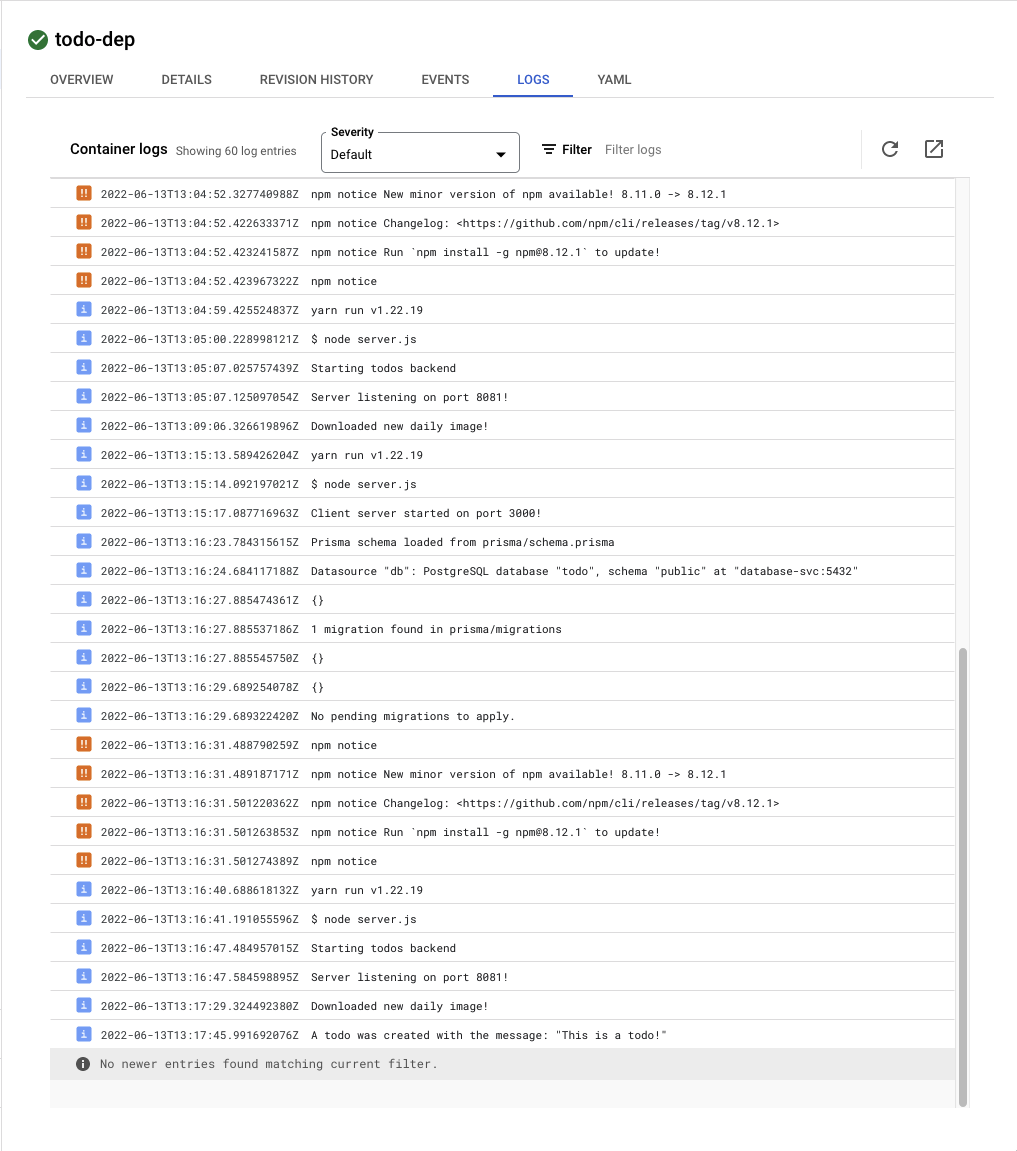 todo-dep
OVERVIEW DETAILS REVISION HISTORY EVENTS LOGS YAML
Container logs Showing 60 log entries Severity Default Filter Filter logs
2022-06-13T13:04:52.327740988Z npm notice New minor version of npm available! 8.11.0 -> 8.12.1
2022-06-13T13:04:52.422633371Z npm notice Changelog: <https://github.com/npm/cli/releases/tag/v8.12.1>
2022-06-13T13:04:52.423241587Z npm notice Run `npm install -g npm@8.12.1` to update!
2022-06-13T13:04:52.423967322Z npm notice
2022-06-13T13:04:59.425524837Z yarn run v1.22.19
2022-06-13T13:05:00.228998121Z $ node server.js
2022-06-13T13:05:07.025757439Z Starting todos backend
2022-06-13T13:05:07.125097054Z Server listening on port 8081!
2022-06-13T13:09:06.326619896Z Downloaded new daily image!
2022-06-13T13:15:13.589426204Z yarn run v1.22.19
2022-06-13T13:15:14.092197021Z $ node server.js
2022-06-13T13:15:17.087716963Z Client server started on port 3000!
2022-06-13T13:16:23.784315615Z Prisma schema loaded from prisma/schema.prisma
2022-06-13T13:16:24.684117188Z Datasource "db": PostgreSQL database "todo", schema "public" at "database-svc:5432"
2022-06-13T13:16:27.885474361Z {}
2022-06-13T13:16:27.885537186Z 1 migration found in prisma/migrations
2022-06-13T13:16:27.885545750Z {}
2022-06-13T13:16:29.689254078Z {}
2022-06-13T13:16:29.689322420Z No pending migrations to apply.
2022-06-13T13:16:31.488790259Z npm notice
2022-06-13T13:16:31.489187171Z npm notice New minor version of npm available! 8.11.0 -> 8.12.1
2022-06-13T13:16:31.501220362Z npm notice Changelog: <https://github.com/npm/cli/releases/tag/v8.12.1>
2022-06-13T13:16:31.501263853Z npm notice Run `npm install -g npm@8.12.1` to update!
2022-06-13T13:16:31.501274389Z npm notice
2022-06-13T13:16:40.688618132Z yarn run v1.22.19
2022-06-13T13:16:41.191055596Z $ node server.js
2022-06-13T13:16:47.484957015Z Starting todos backend
2022-06-13T13:16:47.584598895Z Server listening on port 8081!
2022-06-13T13:17:29.324492380Z Downloaded new daily image!
2022-06-13T13:17:45.991692076Z A todo was created with the message: "This is a todo!"
No newer entries found matching current filter.